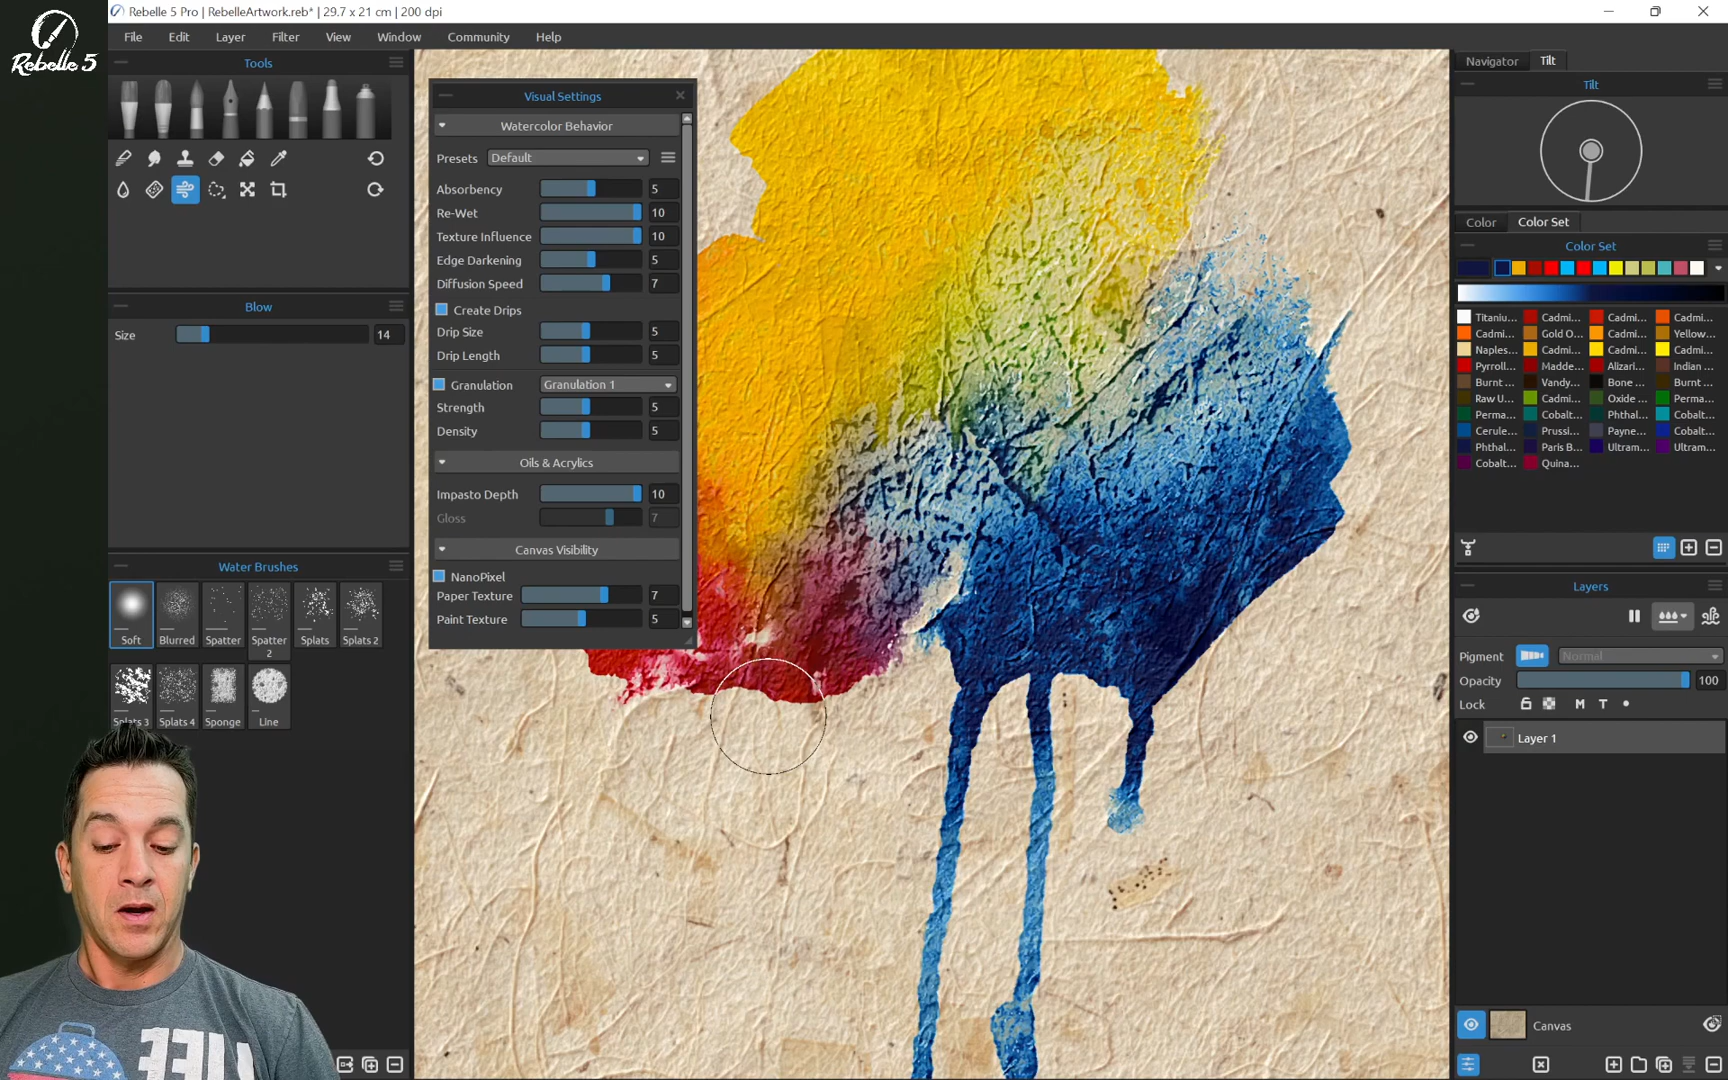 Rebelle 5
Rebelle 5 Pro | RebelleArtwork.reb* | 29.7 x 21 cm | 200 dpi
File Edit Layer Filter View Window Community Help
Tools
Blow
Size 14
Water Brushes
Soft Blurred Spatter Spatter 2 Splats Splats 2
Splats 3 Splats 4 Sponge Line
Visual Settings
Watercolor Behavior
Presets Default
Absorbency 5
Re-Wet 10
Texture Influence 10
Edge Darkening 5
Diffusion Speed 7
Create Drips
Drip Size 5
Drip Length 5
Granulation Granulation 1
Strength 5
Density 5
Oils & Acrylics
Impasto Depth 10
Gloss 7
Canvas Visibility
NanoPixel
Paper Texture 7
Paint Texture 5
Navigator Tilt
Tilt
Color Color Set
Color Set
Titaniu... Cadmi... Cadmi... Cadmi...
Cadmi... Gold O... Cadmi... Yellow...
Naples... Cadmi... Cadmi... Cadmi...
Pyrroll... Madde... Alizari... Indian ...
Burnt ... Vandy... Bone ... Burnt ...
Raw U... Cadmi... Oxide ... Perma...
Perma... Cobalt... Phthal... Cobalt...
Cerule... Prussi... Payne... Cobalt...
Phthal... Paris B... Ultram... Ultram...
Cobalt... Quina...
Layers
Pigment Normal
Opacity 100
Lock M T
Layer 1
Canvas